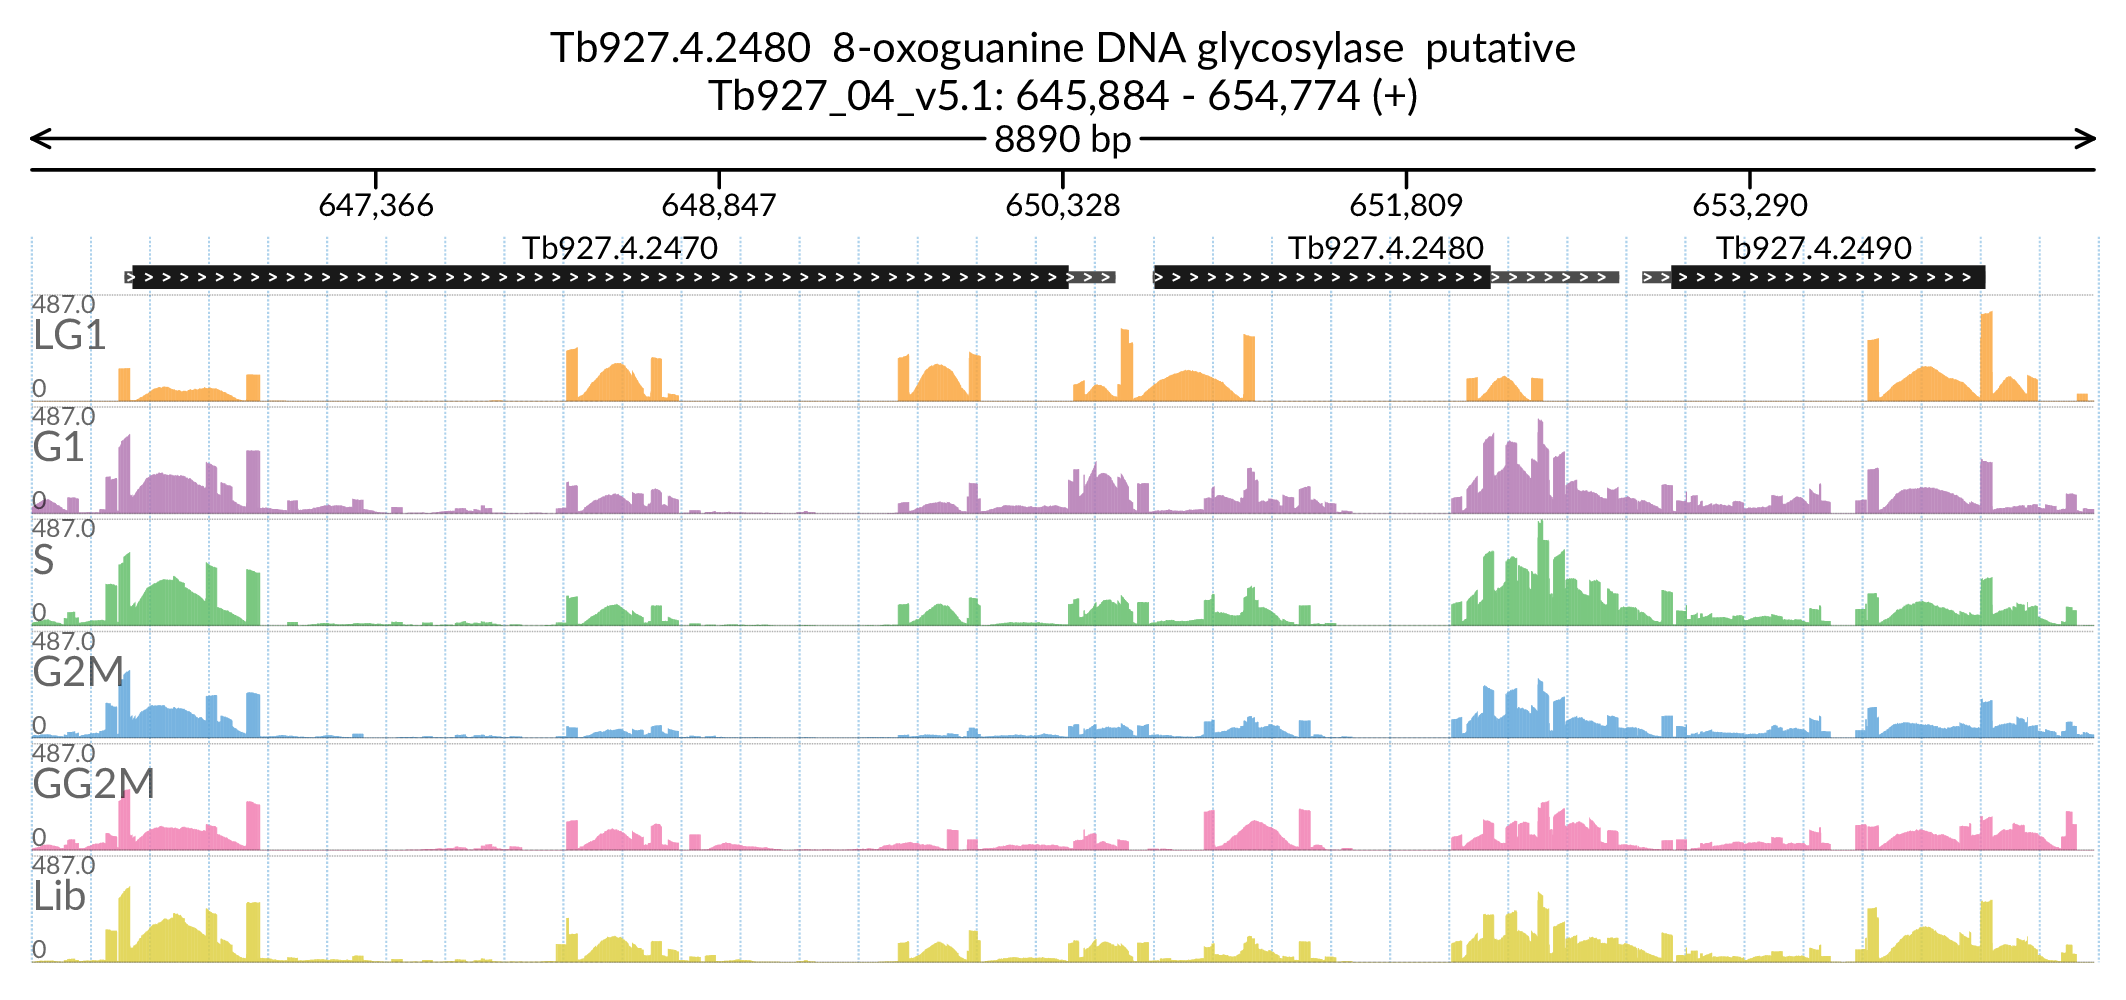 Tb927.4.2480 8-oxoguanine DNA glycosylase putative
Tb927_04_v5.1: 645,884 - 654,774 (+)
8890 bp
647,366 648,847 650,328 651,809 653,290
Tb927.4.2470 Tb927.4.2480 Tb927.4.2490
487.0
LG1
0
487.0
G1
0
487.0
S
0
487.0
G2M
0
487.0
GG2M
0
487.0
Lib
0